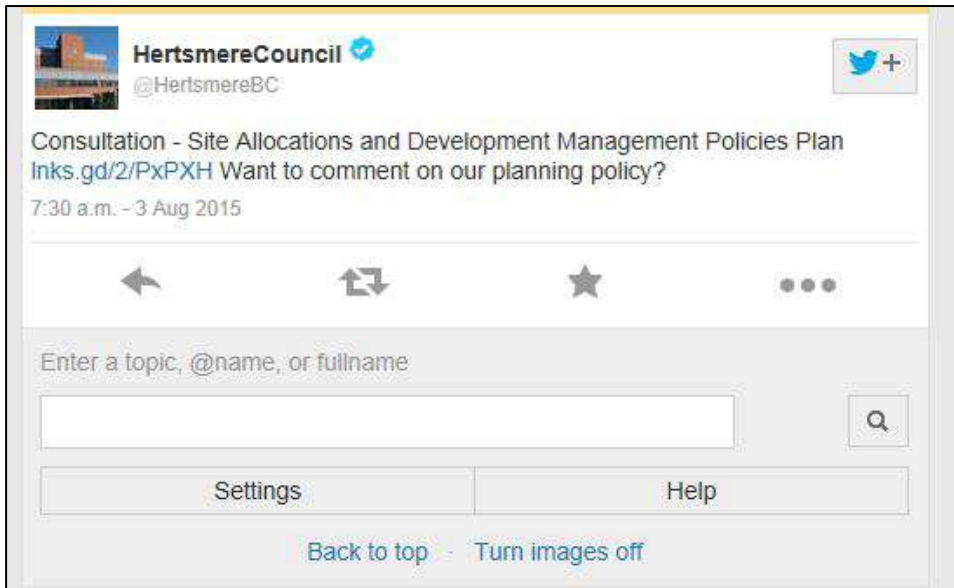 HertsmereCouncil
@HertsmereBC
Consultation - Site Allocations and Development Management Policies Plan
lnks.gd/2/PxPXH Want to comment on our planning policy?
7:30 a.m. - 3 Aug 2015
Enter a topic, @name, or fullname
Settings Help
Back to top · Turn images off